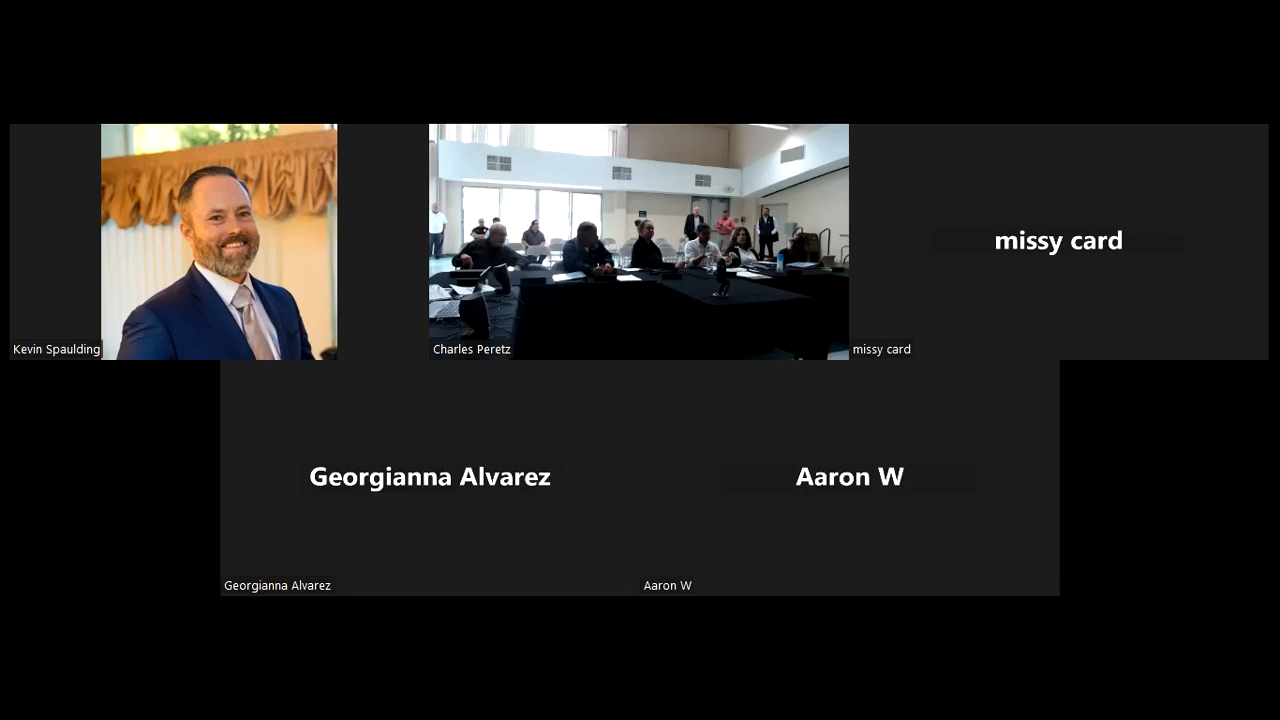 missy card
Kevin Spaulding
Charles Peretz
missy card
Georgianna Alvarez
Aaron W
Georgianna Alvarez
Aaron W